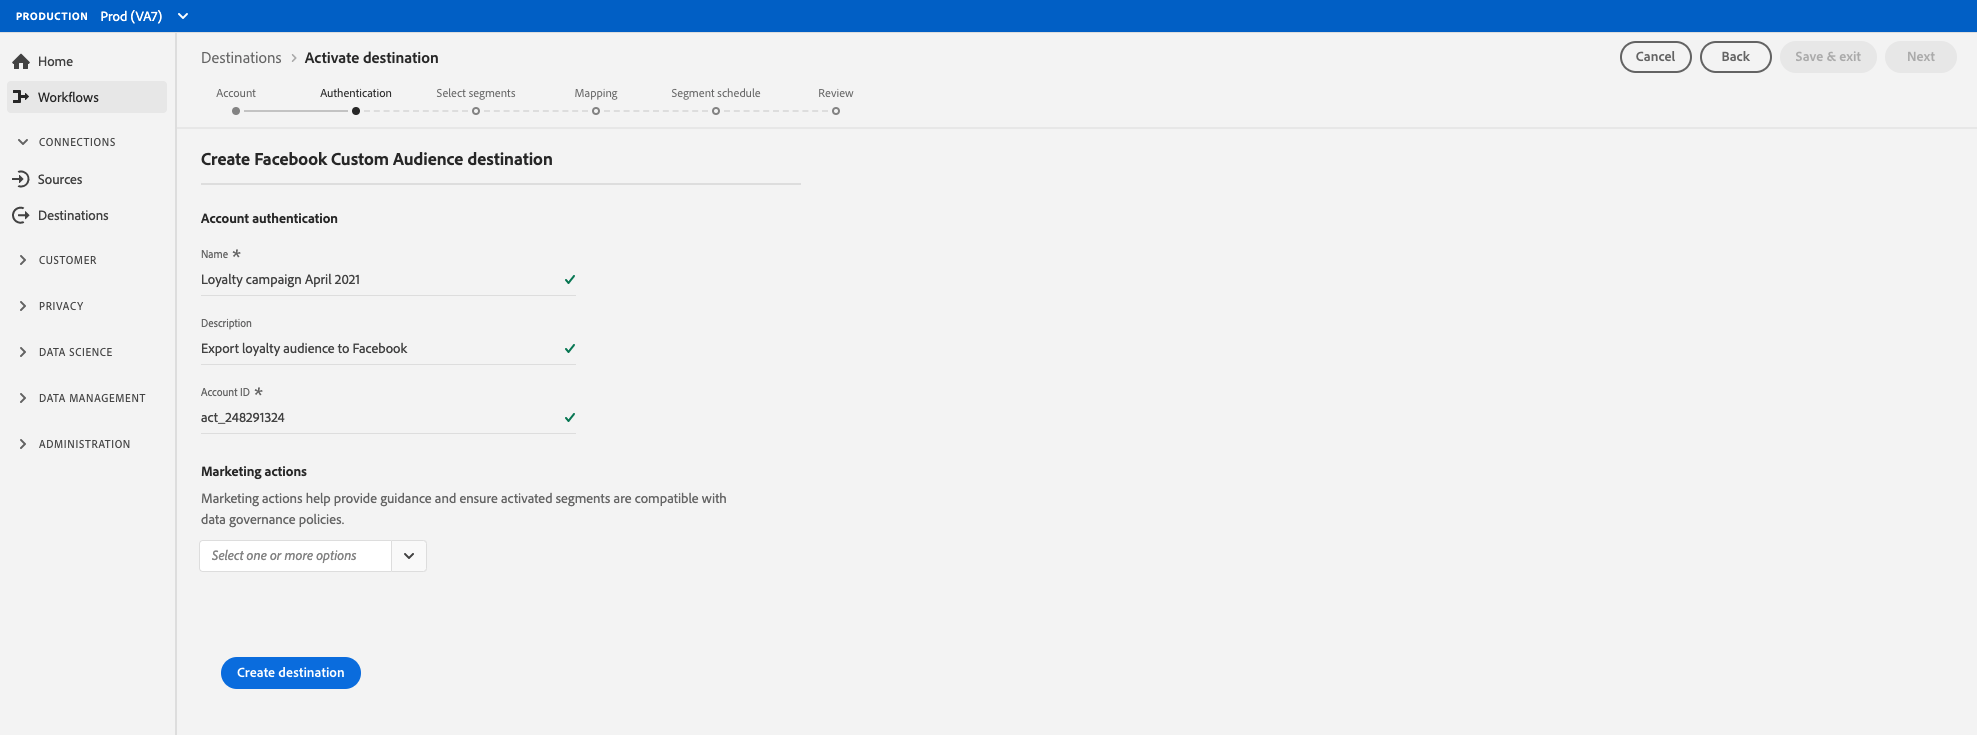 PRODUCTION Prod (VA7)
Home
Workflows
CONNECTIONS
Sources
Destinations
CUSTOMER
PRIVACY
DATA SCIENCE
DATA MANAGEMENT
ADMINISTRATION
Destinations > Activate destination
Cancel Back Save & exit Next
Account Authentication Select segments Mapping Segment schedule Review
Create Facebook Custom Audience destination
Account authentication
Name *
Loyalty campaign April 2021
Description
Export loyalty audience to Facebook
Account ID *
act_248291324
Marketing actions
Marketing actions help provide guidance and ensure activated segments are compatible with
data governance policies.
Select one or more options
Create destination